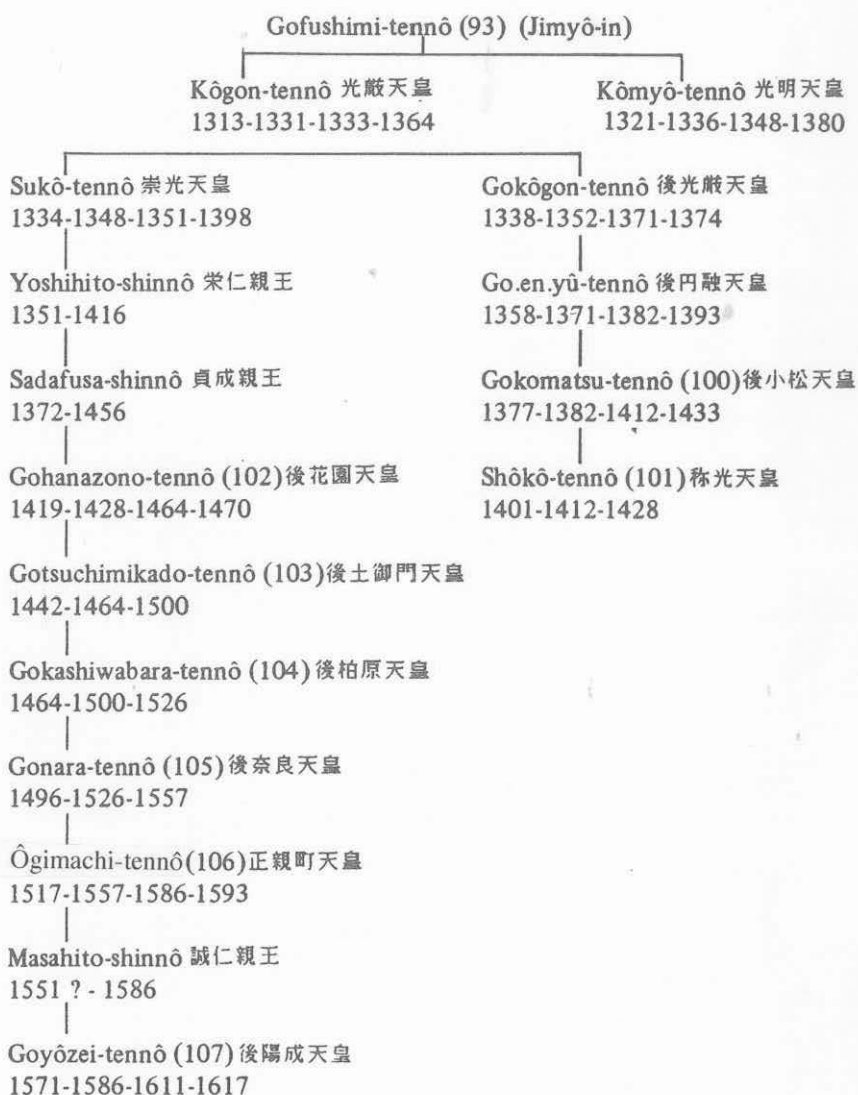 Gofushimi-tennô (93) (Jimyô-in)
Kôgon-tennô 光厳天皇
1313-1331-1333-1364
Kômyô-tennô 光明天皇
1321-1336-1348-1380
Sukô-tennô 崇光天皇
1334-1348-1351-1398
Gokôgon-tennô 後光厳天皇
1338-1352-1371-1374
Yoshihito-shinnô 栄仁親王
1351-1416
Go.en.yû-tennô 後円融天皇
1358-1371-1382-1393
Sadafusa-shinnô 貞成親王
1372-1456
Gokomatsu-tennô (100) 後小松天皇
1377-1382-1412-1433
Gohanazono-tennô (102) 後花園天皇
1419-1428-1464-1470
Shôkô-tennô (101) 称光天皇
1401-1412-1428
Gotsuchimikado-tennô (103) 後土御門天皇
1442-1464-1500
Gokashiwabara-tennô (104) 後柏原天皇
1464-1500-1526
Gonara-tennô (105) 後奈良天皇
1496-1526-1557
Ôgimachi-tennô (106) 正親町天皇
1517-1557-1586-1593
Masahito-shinnô 誠仁親王
1551 ? - 1586
Goyôzei-tennô (107) 後陽成天皇
1571-1586-1611-1617